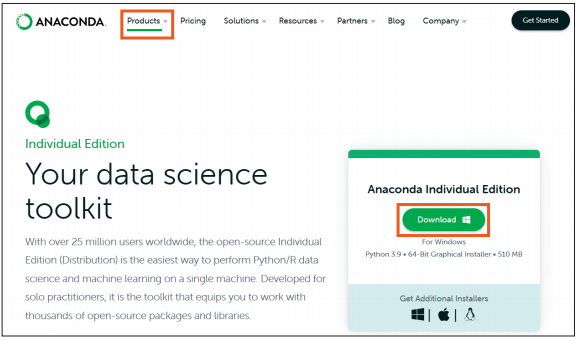 ANACONDA.
Products Pricing Solutions Resources Partners Blog Company Get Started
Individual Edition
Your data science
toolkit
With over 25 million users worldwide, the open-source Individual
Edition (Distribution) is the easiest way to perform Python/R data
science and machine learning on a single machine. Developed for
solo practitioners, it is the toolkit that equips you to work with
thousands of open-source packages and libraries.
Anaconda Individual Edition
Download
For Windows
Python 3.9 • 64-Bit Graphical Installer • 510 MB
Get Additional Installers